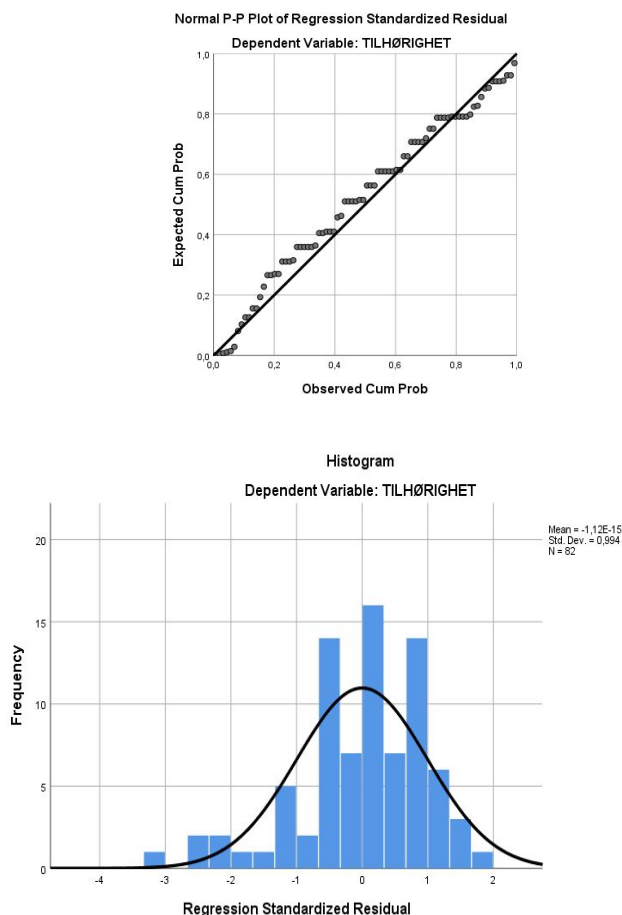 Normal P-P Plot of Regression Standardized Residual
Dependent Variable: TILHØRIGHET
Expected Cum Prob
1,0
0,8
0,6
0,4
0,2
0,0
0,0 0,2 0,4 0,6 0,8 1,0
Observed Cum Prob
Histogram
Dependent Variable: TILHØRIGHET
Mean = -1,12E-15
Std. Dev. = 0,994
N = 82
Frequency
20
15
10
5
0
-4 -3 -2 -1 0 1 2
Regression Standardized Residual